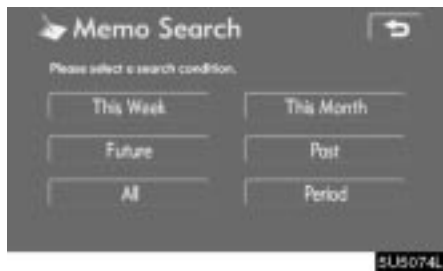 Memo Search
Please select a search condition.
This Week
This Month
Future
Past
All
Period
5U5074L